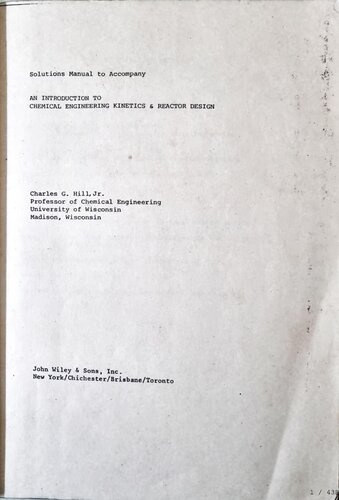 Solutions Manual to Accompany
AN INTRODUCTION TO
CHEMICAL ENGINEERING KINETICS & REACTOR DESIGN
Charles G. Hill,Jr.
Professor of Chemical Engineering
University of Wisconsin
Madison, Wisconsin
John Wiley & Sons, Inc.
New York/Chichester/Brisbane/Toronto
1 /